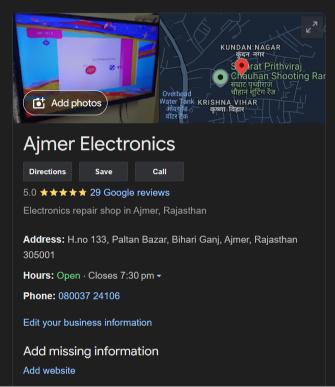 KUNDAN NAGAR
कुंदन नगर
Samrat Prithviraj
Chauhan Shooting Ran
सम्राट पृथ्वीराज
चौहान शूटिंग रेंज
Overhead
Water Tank
ओवरहेड
वॉटर टैंक
KRISHNA VIHAR
कृष्णा विहार
Add photos
Ajmer Electronics
Directions Save Call
5.0 ★★★★★ 29 Google reviews
Electronics repair shop in Ajmer, Rajasthan
Address: H.no 133, Paltan Bazar, Bihari Ganj, Ajmer, Rajasthan
305001
Hours: Open · Closes 7:30 pm
Phone: 080037 24106
Edit your business information
Add missing information
Add website